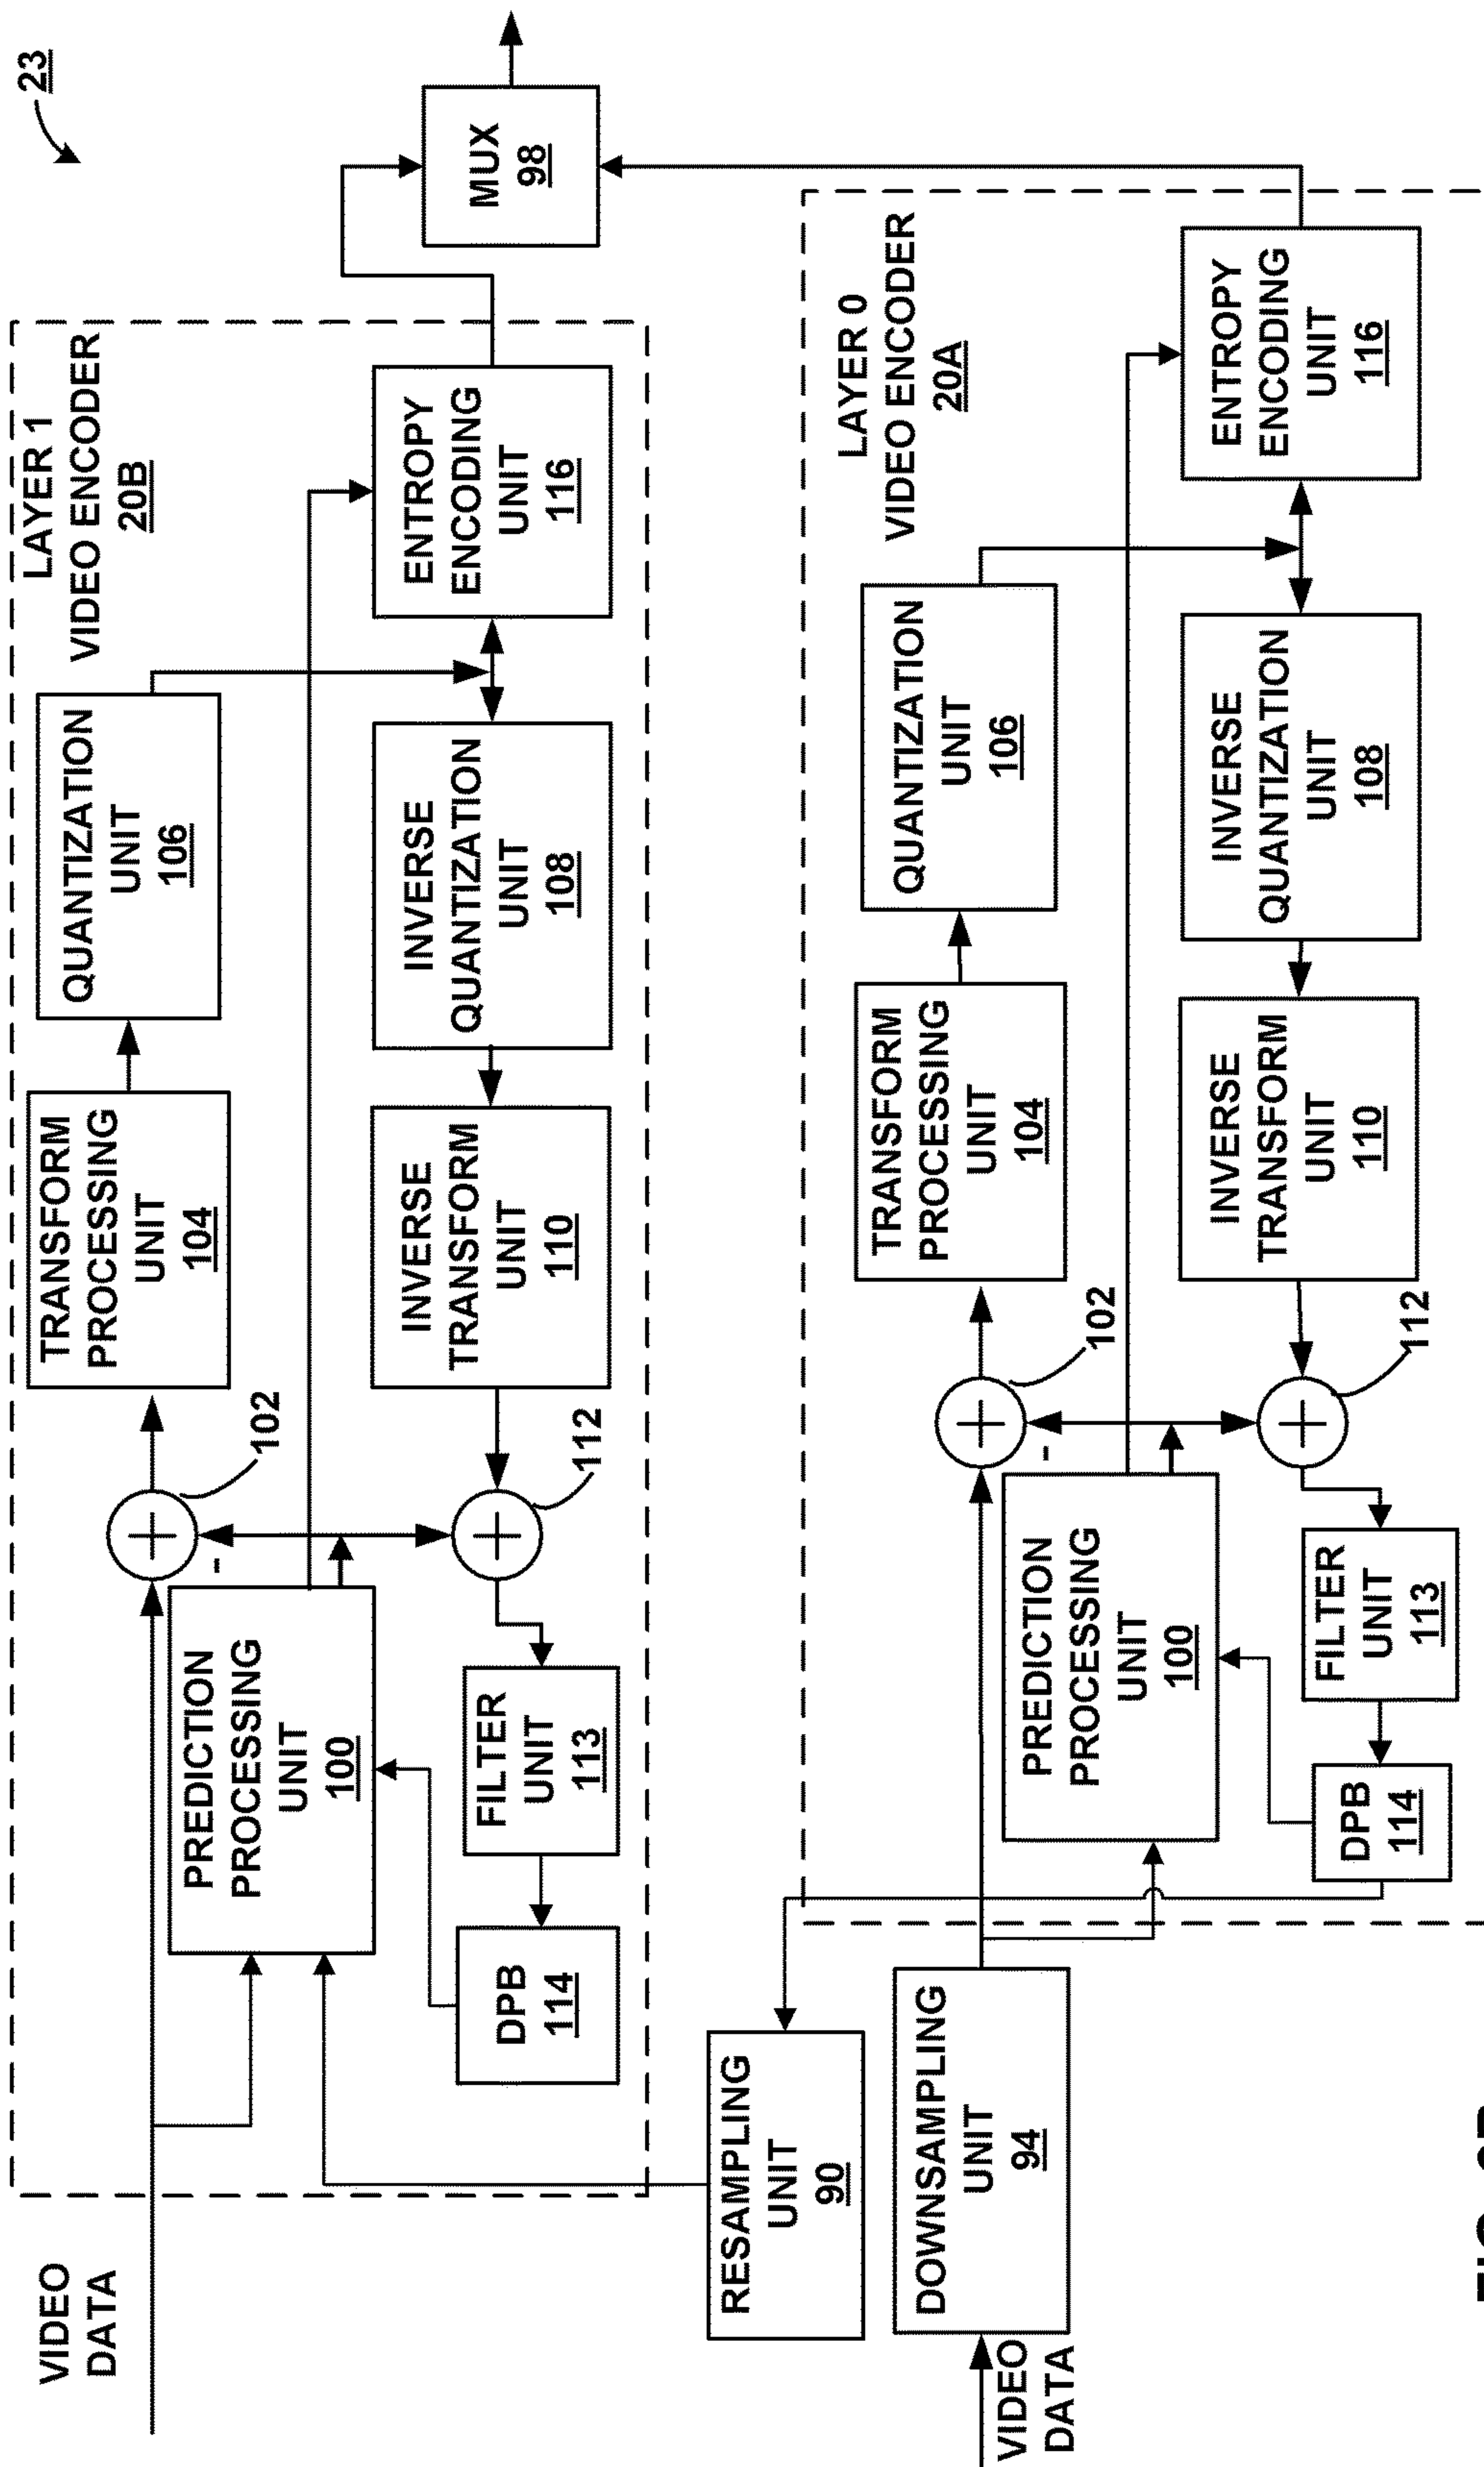 23
LAYER 1
VIDEO ENCODER
20B
VIDEO
DATA
PREDICTION
PROCESSING
UNIT
100
-
102
TRANSFORM
PROCESSING
UNIT
104
QUANTIZATION
UNIT
106
DPB
114
FILTER
UNIT
113
112
INVERSE
TRANSFORM
UNIT
110
INVERSE
QUANTIZATION
UNIT
108
ENTROPY
ENCODING
UNIT
116
MUX
98
RESAMPLING
UNIT
90
LAYER 0
VIDEO ENCODER
20A
VIDEO
DATA
DOWNSAMPLING
UNIT
94
PREDICTION
PROCESSING
UNIT
100
-
102
TRANSFORM
PROCESSING
UNIT
104
QUANTIZATION
UNIT
106
DPB
114
FILTER
UNIT
113
112
INVERSE
TRANSFORM
UNIT
110
INVERSE
QUANTIZATION
UNIT
108
ENTROPY
ENCODING
UNIT
116